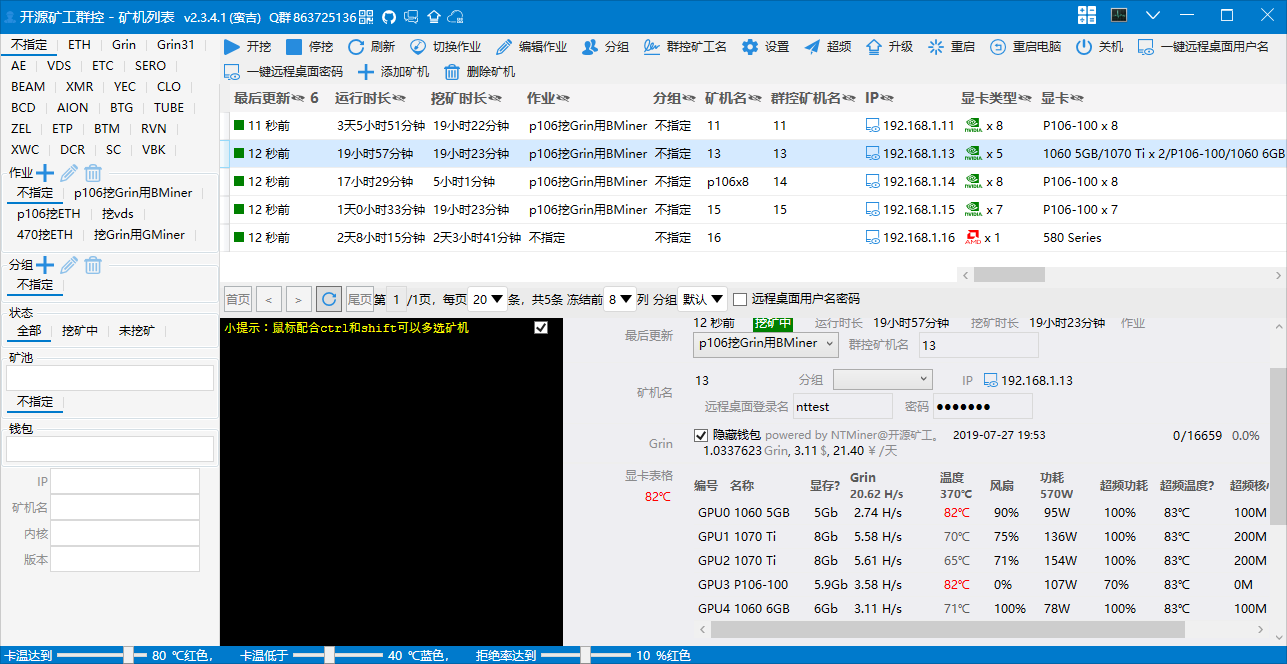 开源矿工群控 - 矿机列表 v2.3.4.1 (蛮吉) Q群863725136
不指定 ETH Grin Grin31
AE VDS ETC SERO
BEAM XMR YEC CLO
BCD AION BTG TUBE
ZEL ETP BTM RVN
XWC DCR SC VBK
作业
不指定 p106挖Grin用BMiner
p106挖ETH 挖vds
470挖ETH 挖Grin用GMiner
分组
不指定
状态
全部 挖矿中 未挖矿
矿池
不指定
钱包
IP
矿机名
内核
版本
开挖 停挖 刷新 切换作业 编辑作业 分组 群控矿工名 设置 超频 升级 重启 重启电脑 关机 一键远程桌面用户名
一键远程桌面密码 添加矿机 删除矿机
最后更新 6 运行时长 挖矿时长 作业 分组 矿机名 群控矿机名 IP 显卡类型 显卡
11 秒前 3天5小时51分钟 19小时22分钟 p106挖Grin用BMiner 不指定 11 11 192.168.1.11 NVIDIA x 8 P106-100 x 8
12 秒前 19小时57分钟 19小时23分钟 p106挖Grin用BMiner 不指定 13 13 192.168.1.13 NVIDIA x 5 1060 5GB/1070 Ti x 2/P106-100/1060 6GB
12 秒前 17小时29分钟 5小时1分钟 p106挖Grin用BMiner 不指定 p106x8 14 192.168.1.14 NVIDIA x 8 P106-100 x 8
12 秒前 1天0小时33分钟 19小时23分钟 p106挖Grin用BMiner 不指定 15 15 192.168.1.15 NVIDIA x 7 P106-100 x 7
12 秒前 2天8小时15分钟 2天3小时41分钟 不指定 不指定 16 192.168.1.16 AMD x 1 580 Series
首页 < > 尾页 第 1 /1页, 每页 20 条, 共5条 冻结前 8 列 分组 默认 远程桌面用户名密码
小提示：鼠标配合ctrl和shift可以多选矿机
最后更新 12 秒前 挖矿中 运行时长 19小时57分钟 挖矿时长 19小时23分钟 作业
p106挖Grin用BMiner 群控矿机名 13
矿机名 13 分组 IP 192.168.1.13
远程桌面登录名 nttest 密码 ●●●●●●●
Grin 隐藏钱包 powered by NTMiner@开源矿工。 2019-07-27 19:53 0/16659 0.0%
1.0337623 Grin, 3.11 $, 21.40 ￥/天
显卡表格
82℃
编号 名称 显存? Grin 20.62 H/s 温度 370℃ 风扇 功耗 570W 超频功耗 超频温度? 超频核心
GPU0 1060 5GB 5Gb 2.74 H/s 82℃ 90% 95W 100% 83℃ 100M
GPU1 1070 Ti 8Gb 5.58 H/s 70℃ 75% 136W 100% 83℃ 200M
GPU2 1070 Ti 8Gb 5.61 H/s 65℃ 71% 154W 100% 83℃ 200M
GPU3 P106-100 5.9Gb 3.58 H/s 82℃ 0% 107W 70% 83℃ 0M
GPU4 1060 6GB 6Gb 3.11 H/s 71℃ 100% 78W 100% 83℃ 100M
卡温达到 80 ℃红色, 卡温低于 40 ℃蓝色, 拒绝率达到 10 %红色